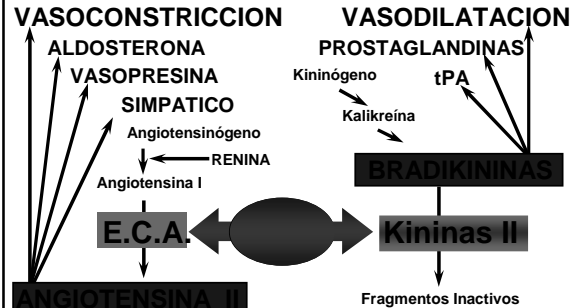 VASOCONSTRICCION
ALDOSTERONA
VASOPRESINA
SIMPATICO
Angiotensinógeno
RENINA
Angiotensina I
E.C.A.
ANGIOTENSINA II
VASODILATACION
PROSTAGLANDINAS
Kininógeno
tPA
Kalikreína
BRADIKININAS
Kininas II
Fragmentos Inactivos